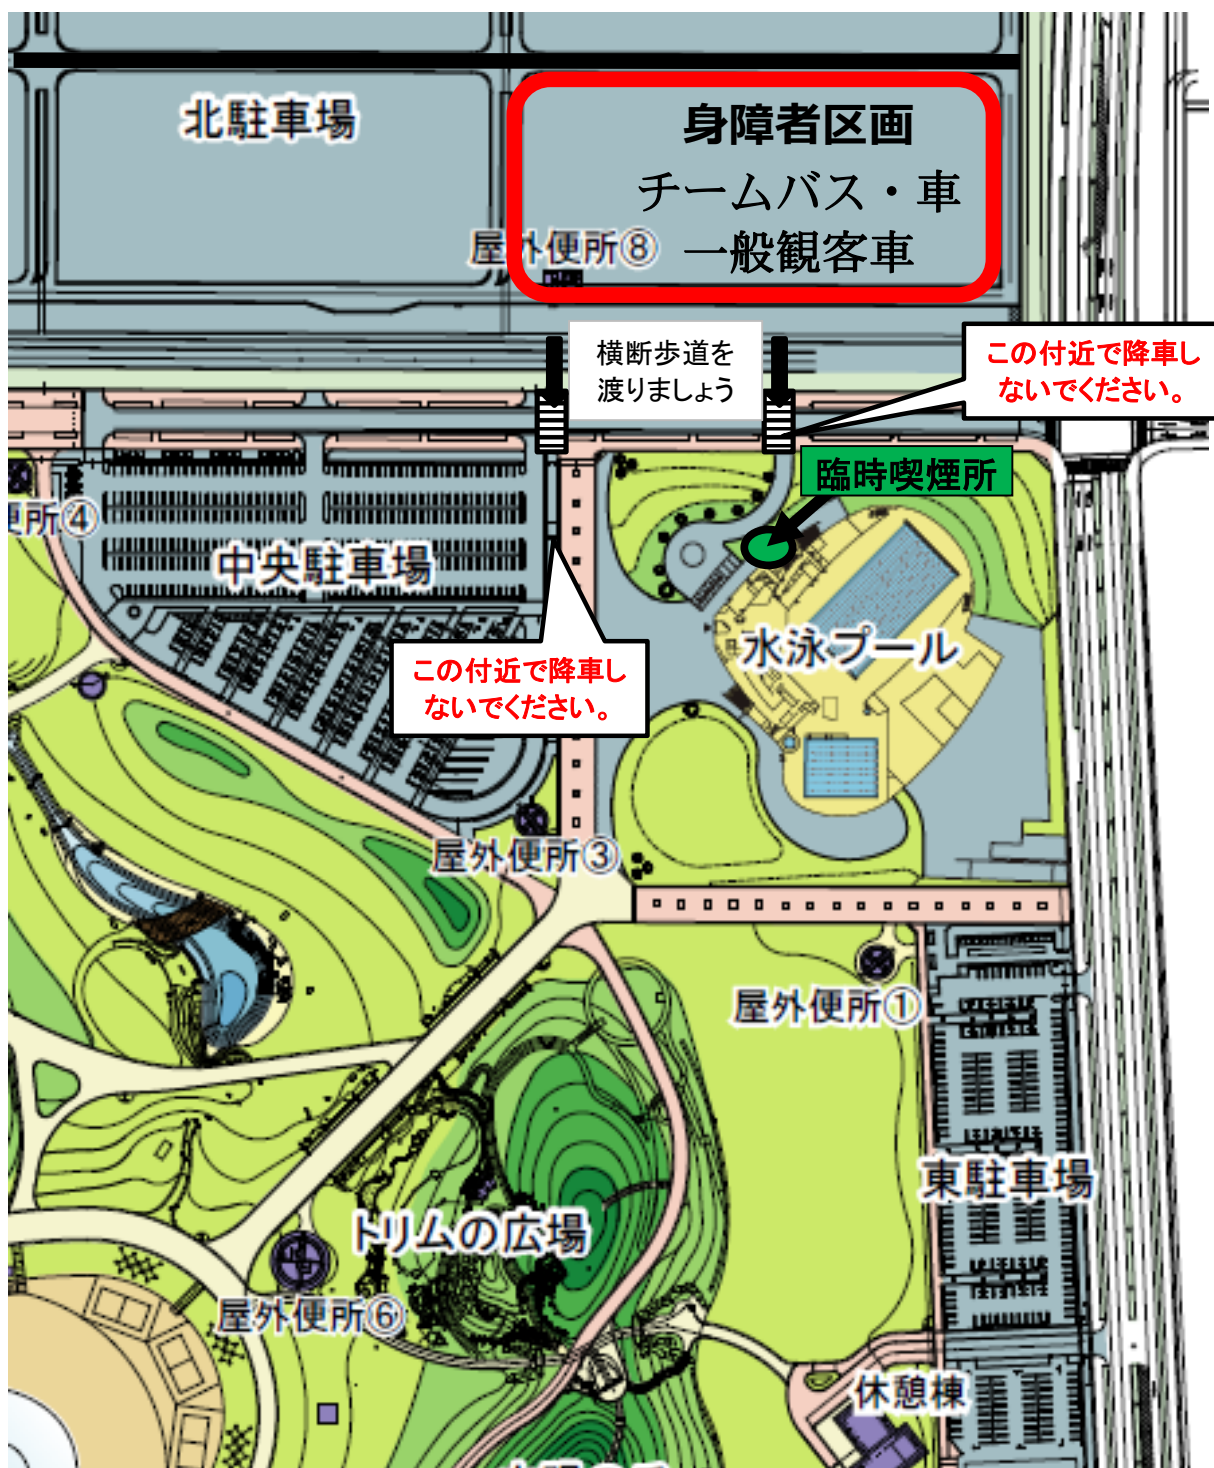 北駐車場
身障者区画
チームバス・車
一般観客車
屋外便所⑧
横断歩道を
渡りましょう
この付近で降車し
ないでください。
臨時喫煙所
便所④
中央駐車場
水泳プール
この付近で降車し
ないでください。
屋外便所③
屋外便所①
東駐車場
トリムの広場
屋外便所⑥
休憩棟